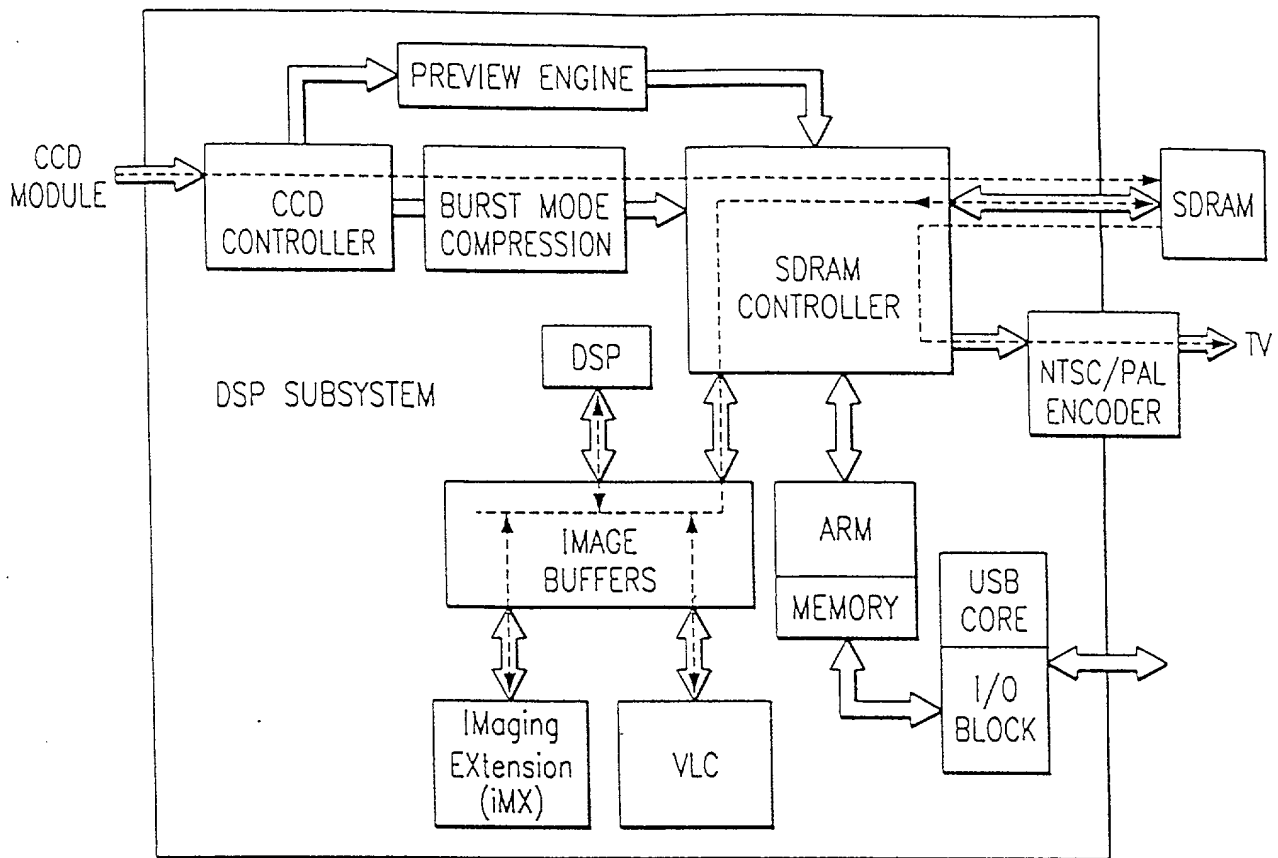 PREVIEW ENGINE
CCD
MODULE
CCD
CONTROLLER
BURST MODE
COMPRESSION
SDRAM
CONTROLLER
SDRAM
NTSC/PAL
ENCODER
TV
DSP
DSP SUBSYSTEM
IMAGE
BUFFERS
ARM
MEMORY
USB
CORE
I/O
BLOCK
IMaging
EXtension
(iMX)
VLC